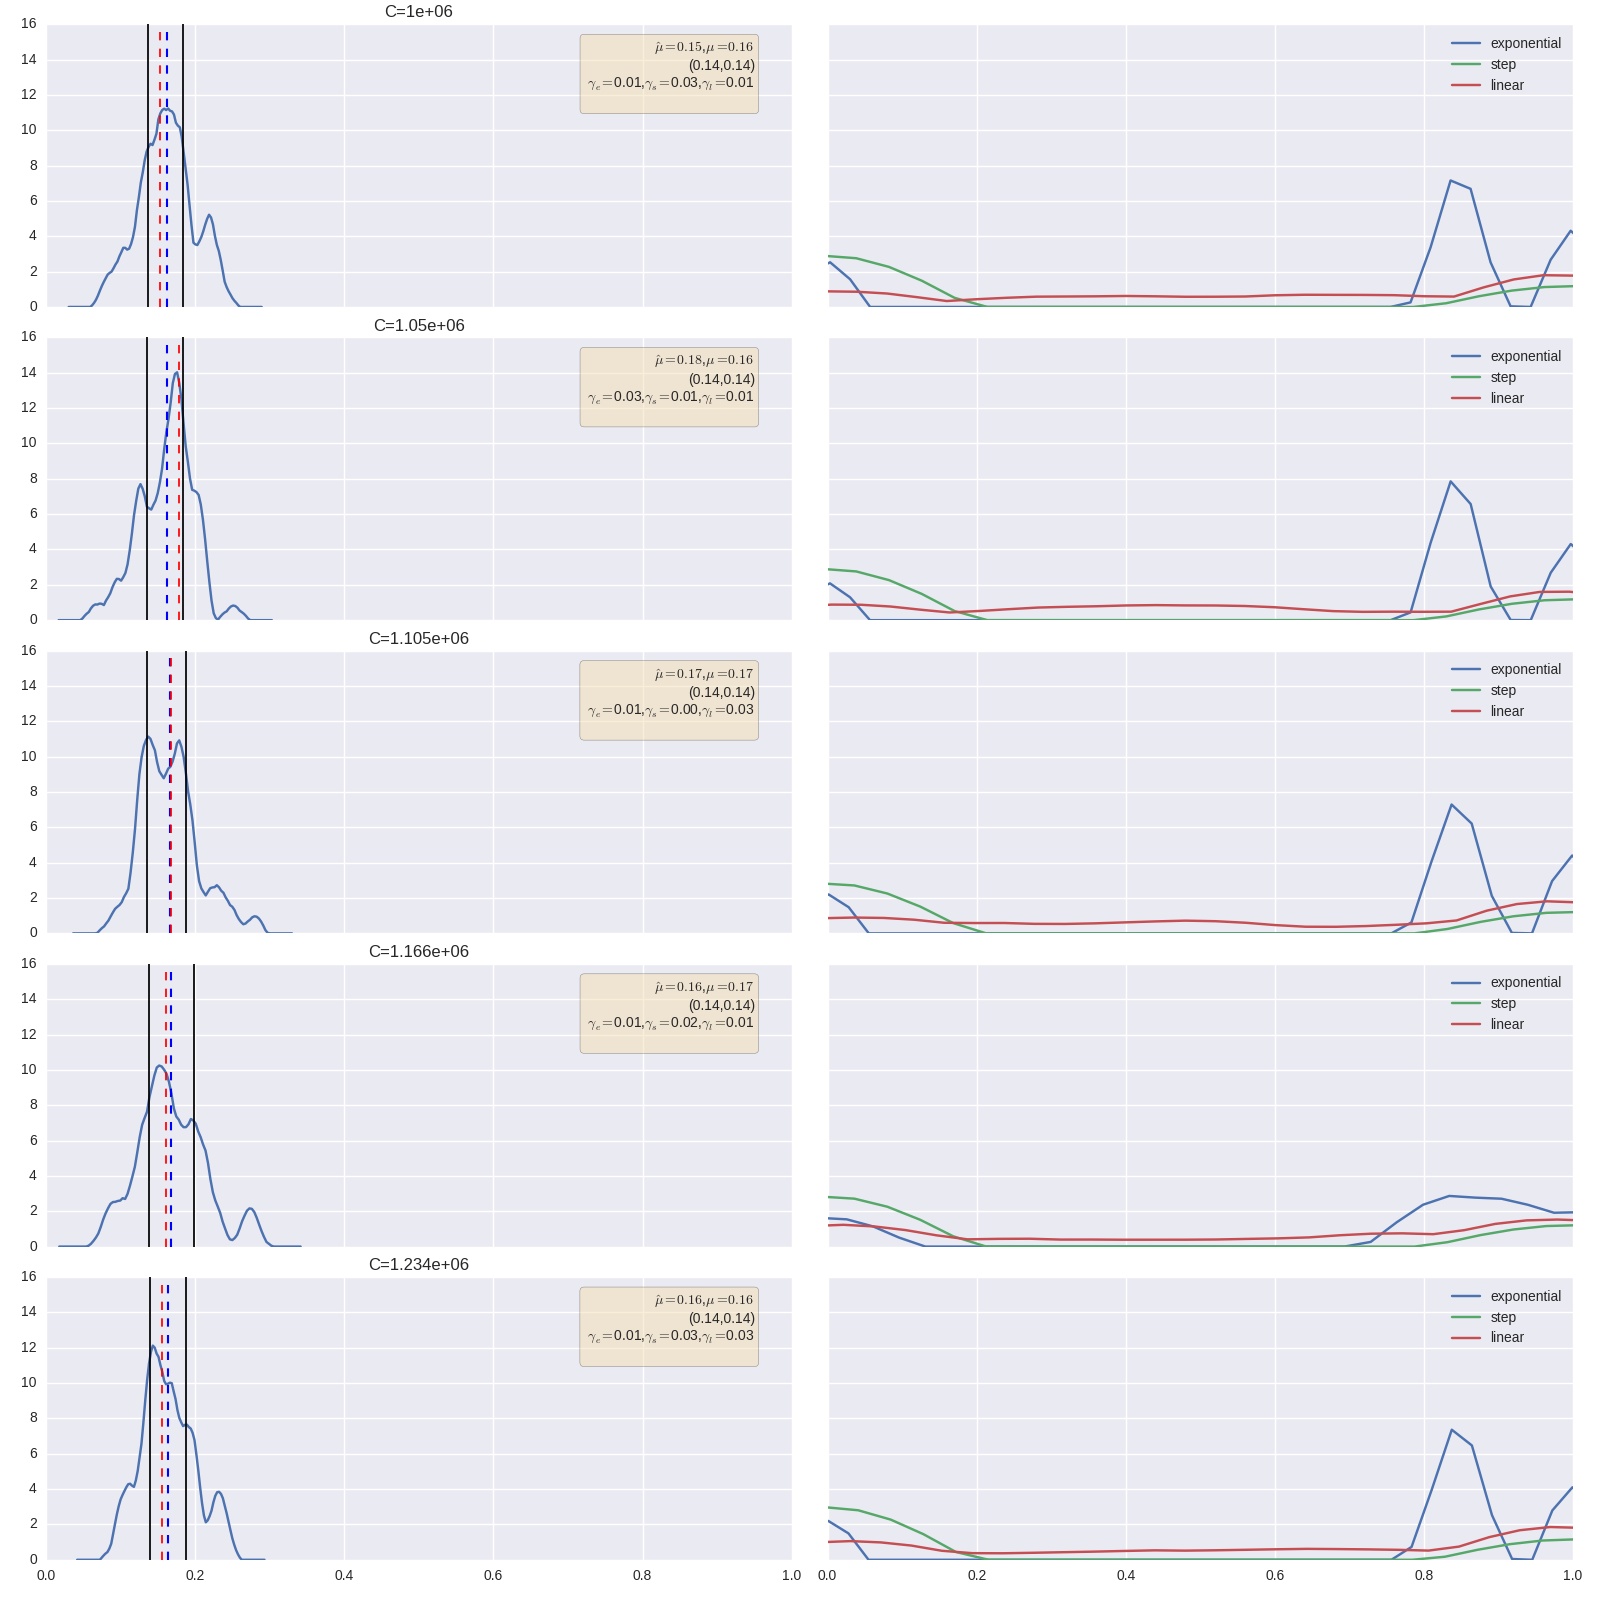 C=1e+06
16
14
12
10
8
6
4
2
0
μ̂=0.15,μ=0.16
(0.14,0.14)
γₑ=0.01,γₛ=0.03,γₗ=0.01
exponential
step
linear
C=1.05e+06
16
14
12
10
8
6
4
2
0
μ̂=0.18,μ=0.16
(0.14,0.14)
γₑ=0.03,γₛ=0.01,γₗ=0.01
exponential
step
linear
C=1.105e+06
16
14
12
10
8
6
4
2
0
μ̂=0.17,μ=0.17
(0.14,0.14)
γₑ=0.01,γₛ=0.00,γₗ=0.03
exponential
step
linear
C=1.166e+06
16
14
12
10
8
6
4
2
0
μ̂=0.16,μ=0.17
(0.14,0.14)
γₑ=0.01,γₛ=0.02,γₗ=0.01
exponential
step
linear
C=1.234e+06
16
14
12
10
8
6
4
2
0
μ̂=0.16,μ=0.16
(0.14,0.14)
γₑ=0.01,γₛ=0.03,γₗ=0.03
exponential
step
linear
0.0 0.2 0.4 0.6 0.8 1.0
0.0 0.2 0.4 0.6 0.8 1.0